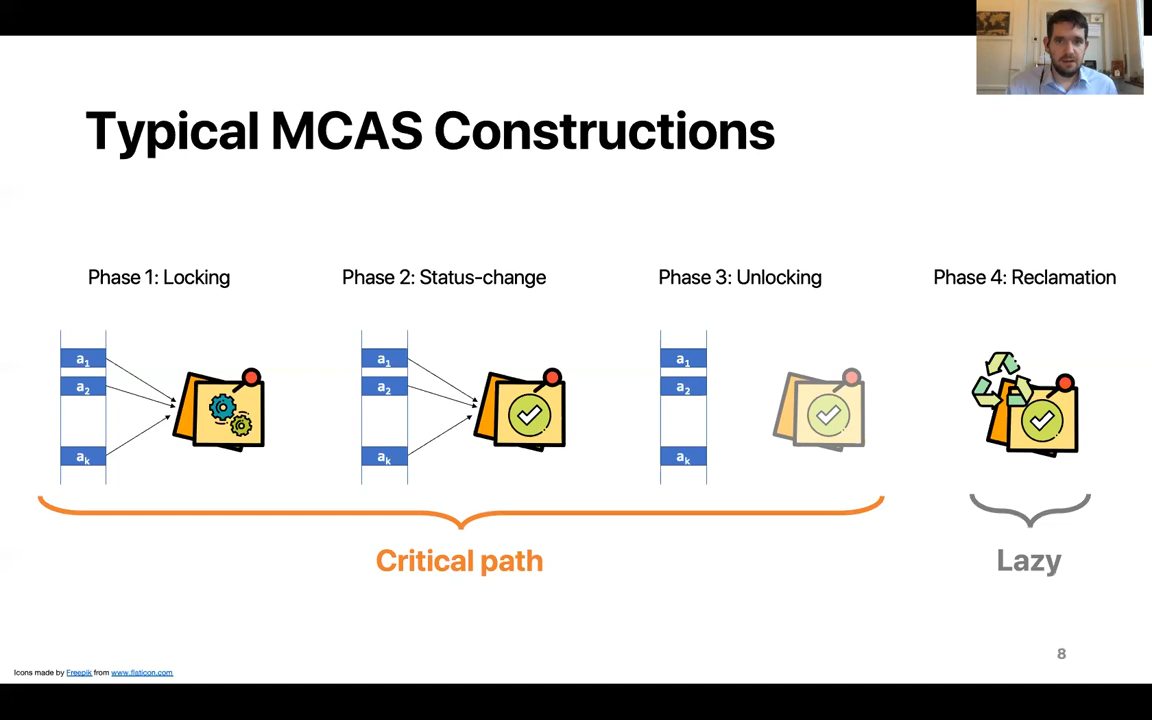 Typical MCAS Constructions
Phase 1: Locking
Phase 2: Status-change
Phase 3: Unlocking
Phase 4: Reclamation
a1
a2
ak
a1
a2
ak
a1
a2
ak
Critical path
Lazy
8
Icons made by Freepik from www.flaticon.com